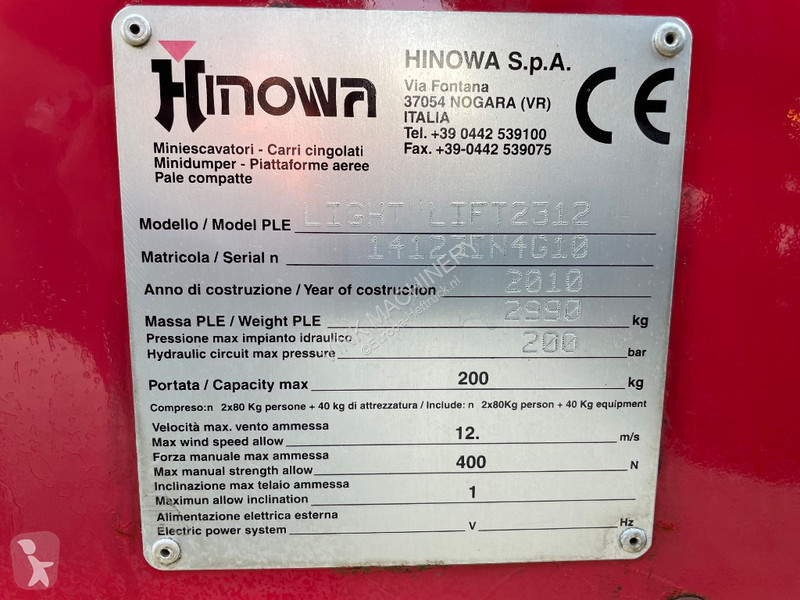 HINOWA
HINOWA S.p.A.
Via Fontana
37054 NOGARA (VR)
ITALIA
Tel. +39 0442 539100
Fax. +39-0442 539075
CE
Miniescavatori - Carri cingolati
Minidumper - Piattaforme aeree
Pale compatte
Modello / Model PLE LIGHT LIFT2312
Matricola / Serial n
Anno di costruzione / Year of costruction 2010
Massa PLE / Weight PLE 2990 kg
Pressione max impianto idraulico
Hydraulic circuit max pressure 200 bar
Portata / Capacity max 200 kg
Compreso:n 2x80 Kg persone + 40 kg di attrezzatura / Include: n 2x80Kg person + 40 Kg equipment
Velocità max. vento ammessa
Max wind speed allow 12. m/s
Forza manuale max ammessa
Max manual strength allow 400 N
Inclinazione max telaio ammessa
Maximun allow inclination 1
Alimentazione elettrica esterna
Electric power system V Hz